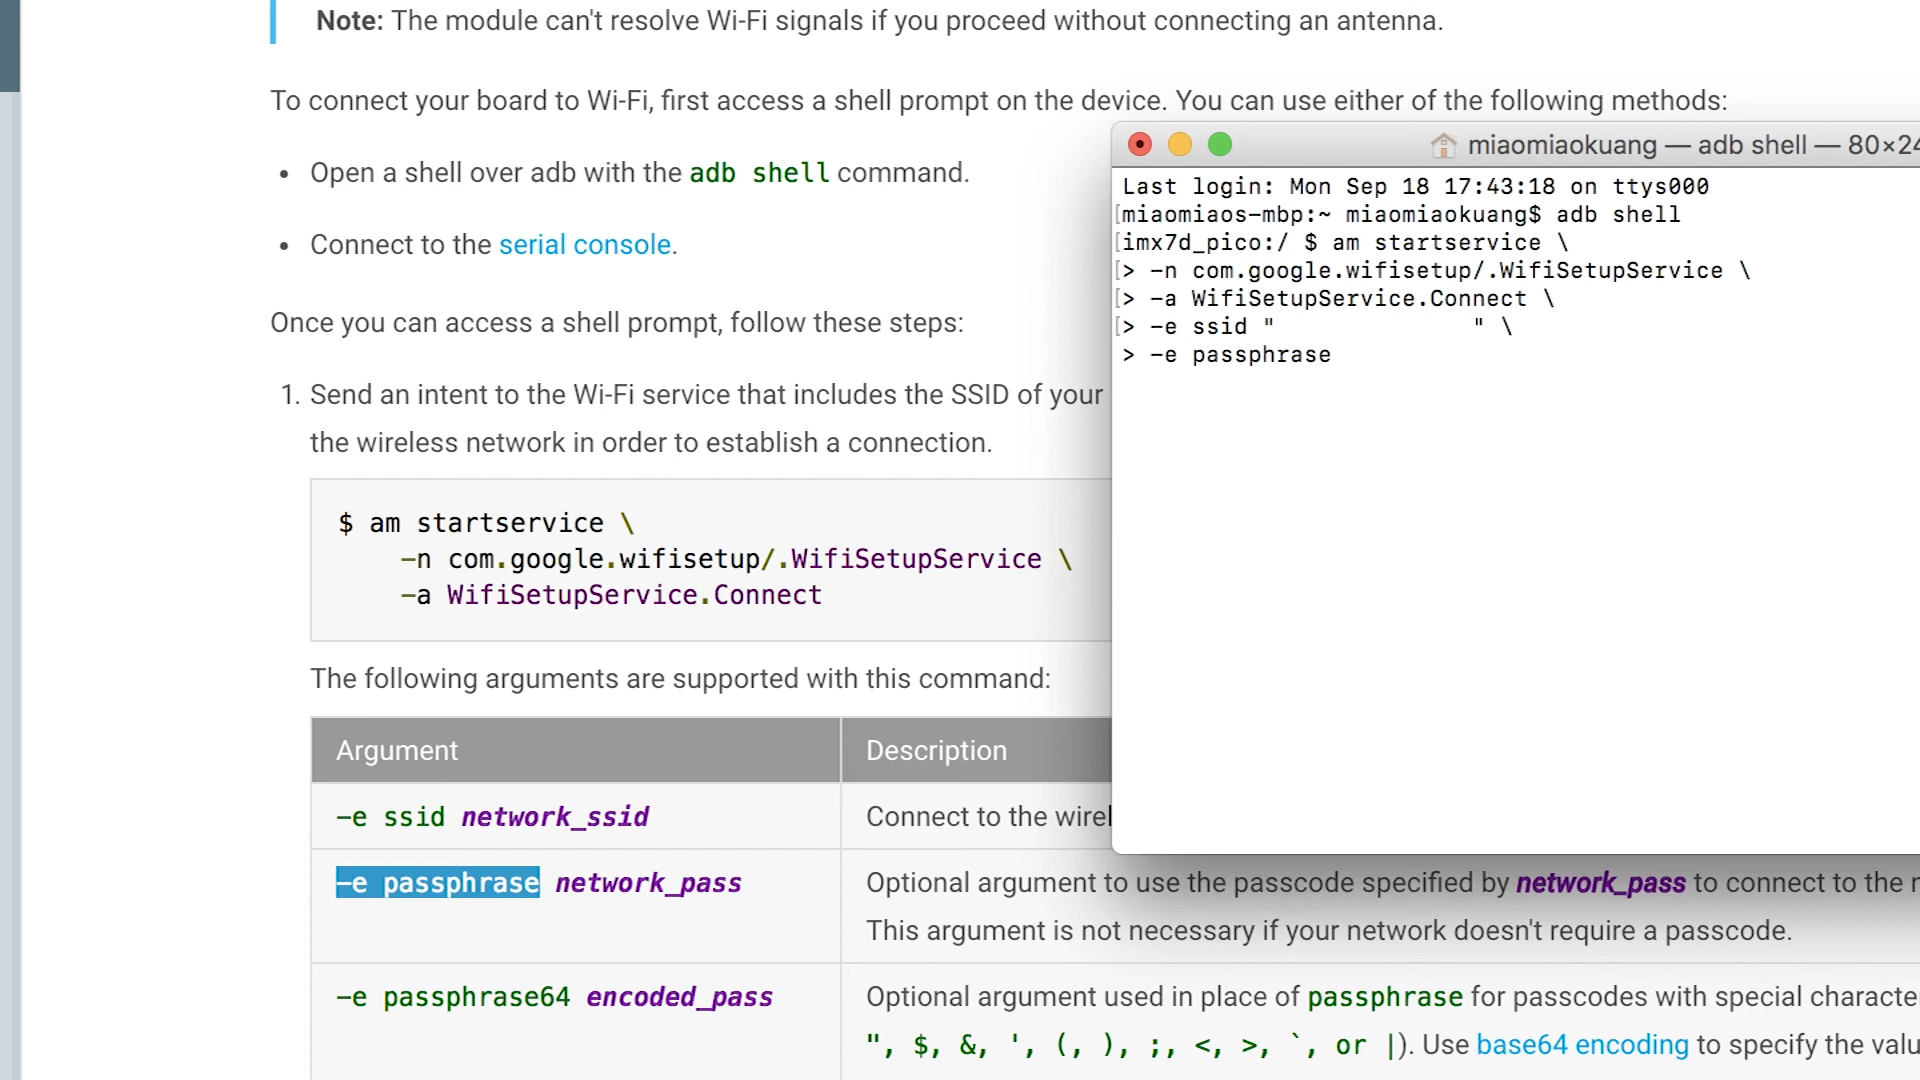 Note: The module can't resolve Wi-Fi signals if you proceed without connecting an antenna.
To connect your board to Wi-Fi, first access a shell prompt on the device. You can use either of the following methods:
• Open a shell over adb with the adb shell command.
• Connect to the serial console.
Once you can access a shell prompt, follow these steps:
1. Send an intent to the Wi-Fi service that includes the SSID of your
the wireless network in order to establish a connection.
$ am startservice \
-n com.google.wifisetup/.WifiSetupService \
-a WifiSetupService.Connect
The following arguments are supported with this command:
Argument Description
-e ssid network_ssid Connect to the
-e passphrase network_pass Optional argument to use the passcode specified by network_pass to connect to the
This argument is not necessary if your network doesn't require a passcode.
-e passphrase64 encoded_pass Optional argument used in place of passphrase for passcodes with special
", $, &, ', (, ), ;, <, >, `, or |). Use base64 encoding to specify the
miaomiaokuang — adb shell — 80×24
Last login: Mon Sep 18 17:43:18 on ttys000
[miaomiaos-mbp:~ miaomiaokuang$ adb shell
[imx7d_pico:/ $ am startservice \
[> -n com.google.wifisetup/.WifiSetupService \
[> -a WifiSetupService.Connect \
[> -e ssid " " \
> -e passphrase